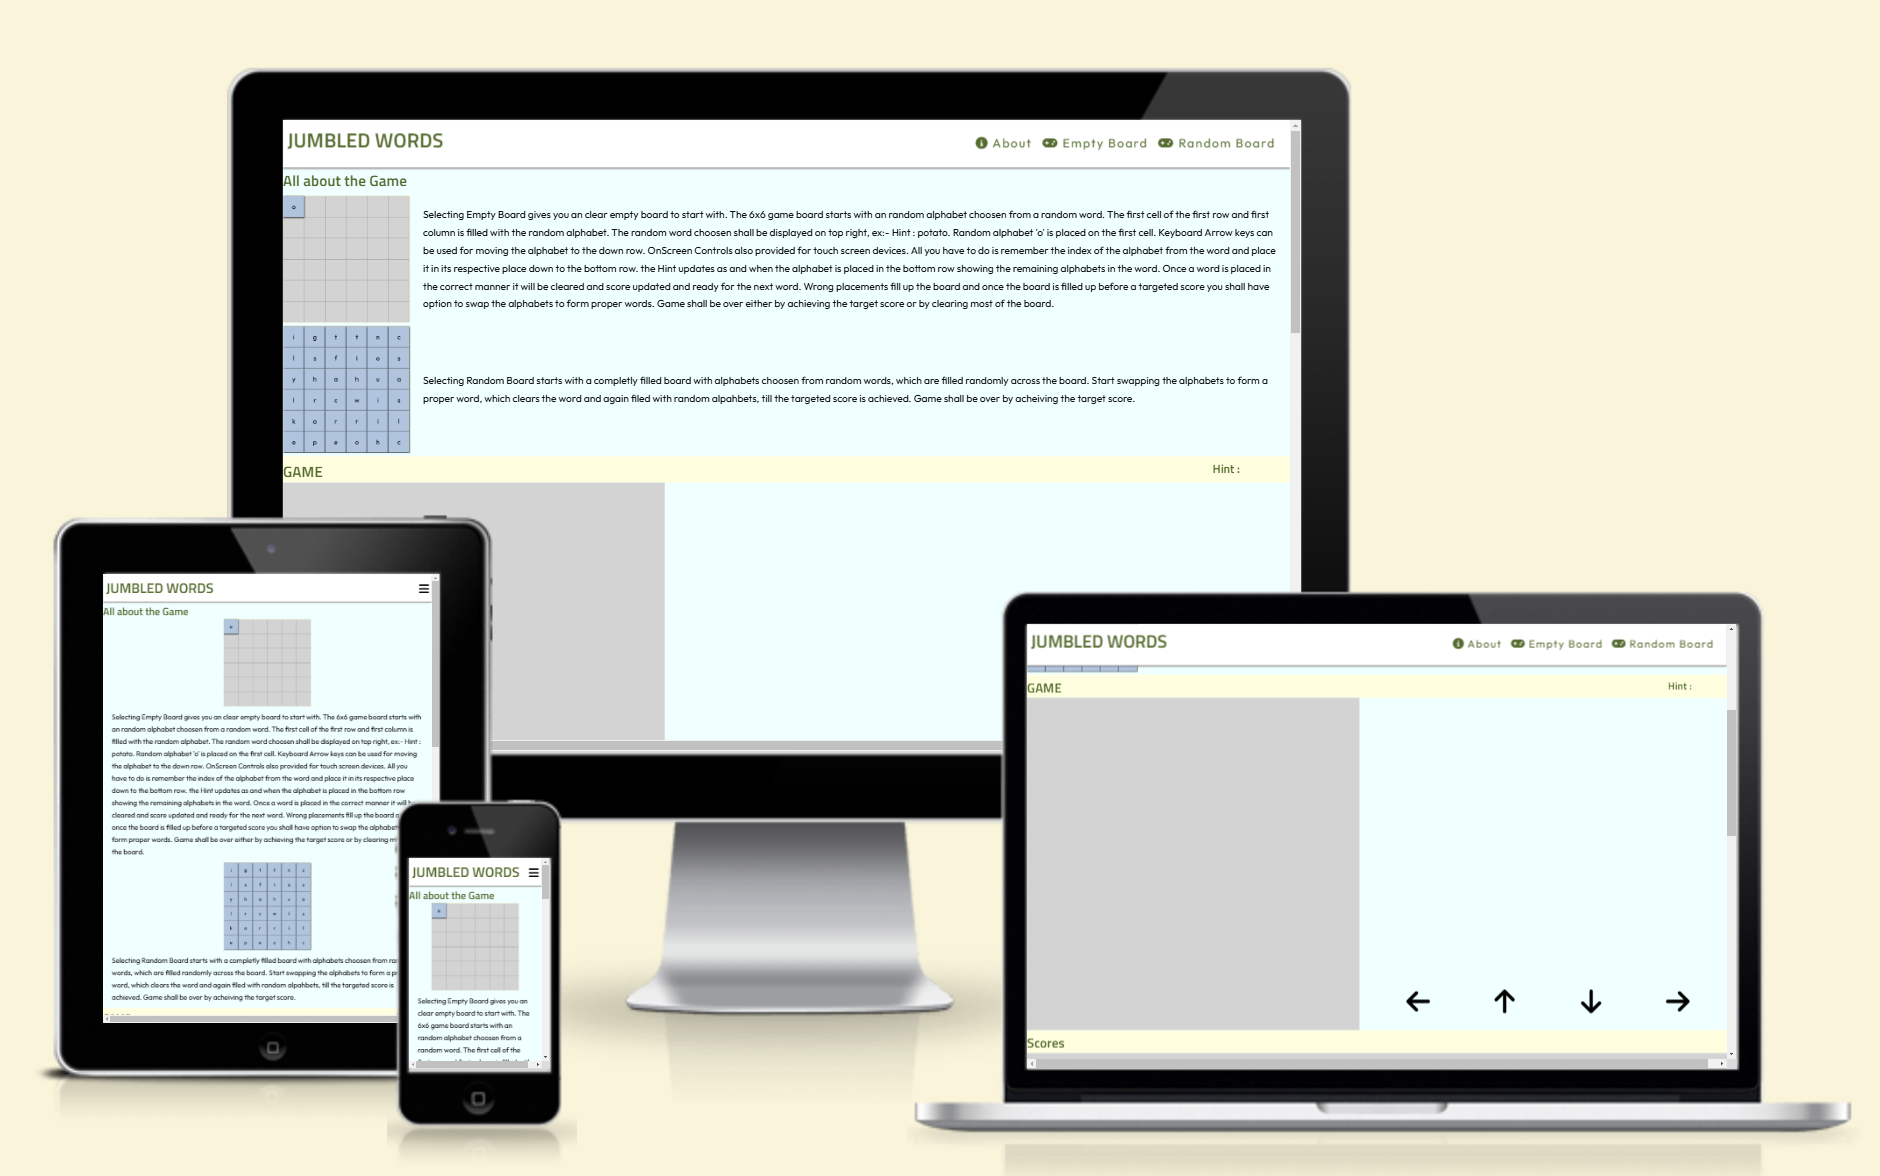 JUMBLED WORDS
About Empty Board Random Board
All about the Game
o
Selecting Empty Board gives you an clear empty board to start with. The 6x6 game board starts with an random alphabet choosen from a random word. The first cell of the first row and first
column is filled with the random alphabet. The random word choosen shall be displayed on top right, ex:- Hint : potato. Random alphabet 'o' is placed on the first cell. Keyboard Arrow keys can
be used for moving the alphabet to the down row. OnScreen Controls also provided for touch screen devices. All you have to do is remember the index of the alphabet from the word and place
it in its respective place down to the bottom row. the Hint updates as and when the alphabet is placed in the bottom row showing the remaining alphabets in the word. Once a word is placed in
the correct manner it will be cleared and score updated and ready for the next word. Wrong placements fill up the board and once the board is filled up before a targeted score you shall have
option to swap the alphabets to form proper words. Game shall be over either by achieving the target score or by clearing most of the board.
i g t t n c
l s f i o s
y h a h u a
l r c w i s
k a r r i l
e p e o h c
Selecting Random Board starts with a completly filled board with alphabets choosen from random words, which are filled randomly across the board. Start swapping the alphabets to form a
proper word, which clears the word and again filed with random alpahbets, till the targeted score is achieved. Game shall be over by acheiving the target score.
GAME
Hint :
JUMBLED WORDS
All about the Game
Selecting Empty Board gives you an clear empty board to start with. The 6x6 game board starts with
an random alphabet choosen from a random word. The first cell of the first row and first column is
filled with the random alphabet. The random word choosen shall be displayed on top right, ex:- Hint :
potato. Random alphabet 'o' is placed on the first cell. Keyboard Arrow keys can be used for moving
the alphabet to the down row. OnScreen Controls also provided for touch screen devices. All you
have to do is remember the index of the alphabet from the word and place it in its respective place
down to the bottom row. the Hint updates as and when the alphabet is placed in the bottom row
showing the remaining alphabets in the word. Once a word is placed in the correct manner it will
cleared and score updated and ready for the next word. Wrong placements fill up the board
once the board is filled up before a targeted score you shall have option to swap the alphabet
form proper words. Game shall be over either by achieving the target score or by clearing
the board.
Selecting Random Board starts with a completly filled board with alphabets choosen from
words, which are filled randomly across the board. Start swapping the alphabets to form a
word, which clears the word and again filed with random alpahbets, till the targeted score is
achieved. Game shall be over by acheiving the target score.
JUMBLED WORDS
All about the Game
Selecting Empty Board gives you an
clear empty board to start with. The
6x6 game board starts with an
random alphabet choosen from a
random word. The first cell of the
JUMBLED WORDS
About Empty Board Random Board
GAME
Hint :
Scores